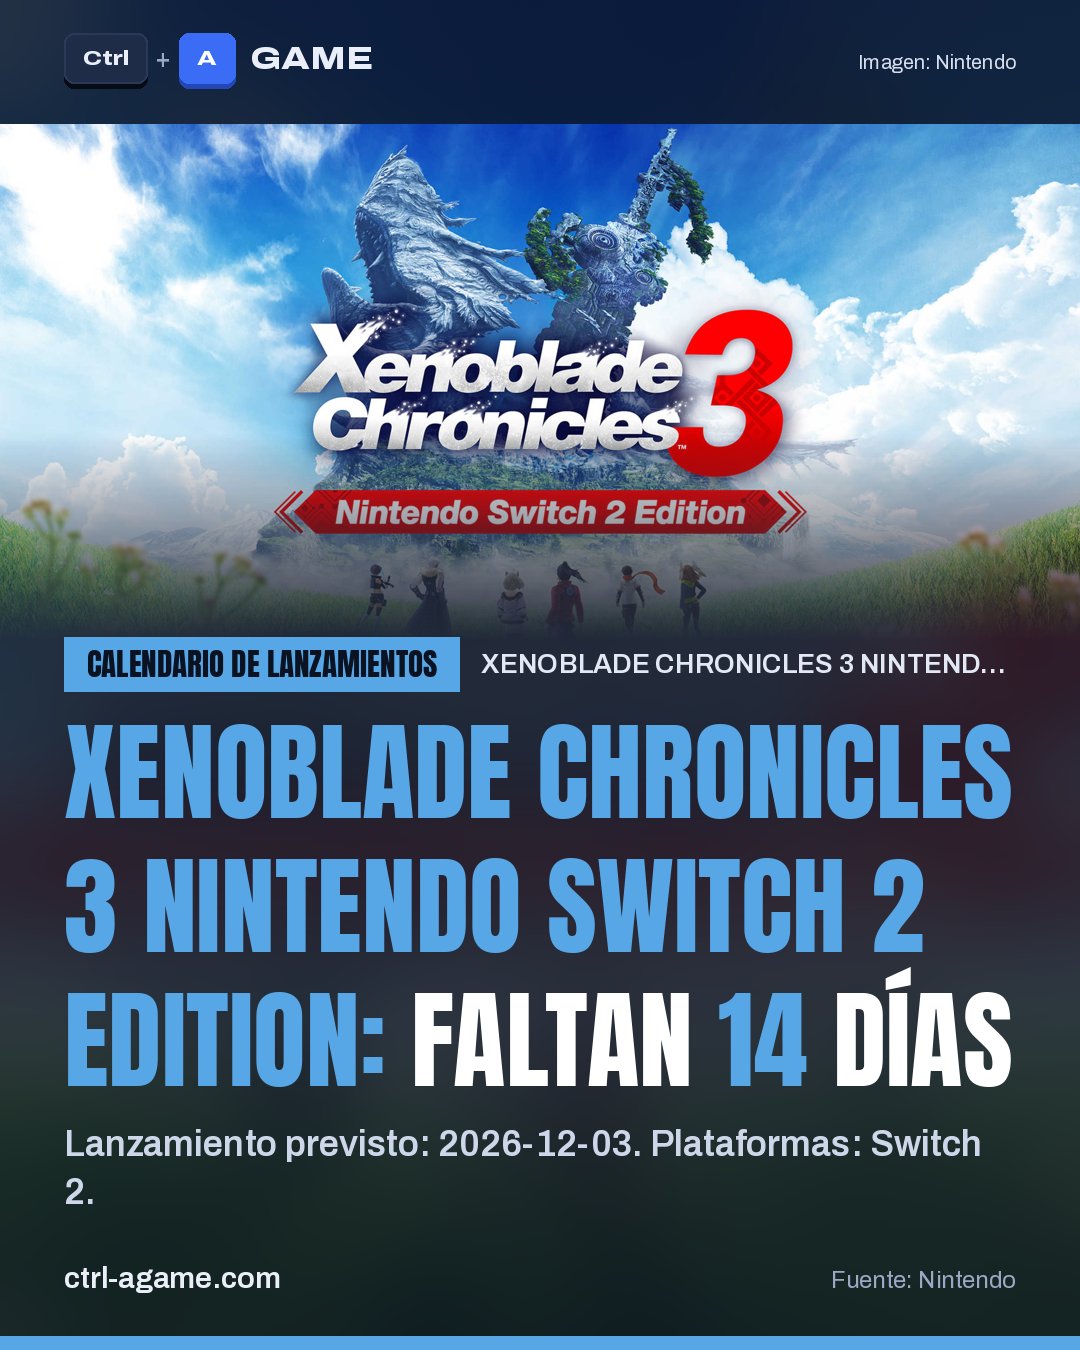 Ctrl + A GAME
Imagen: Nintendo
Xenoblade
Chronicles 3
™
Nintendo Switch 2 Edition
CALENDARIO DE LANZAMIENTOS
XENOBLADE CHRONICLES 3 NINTEND...
XENOBLADE CHRONICLES
3 NINTENDO SWITCH 2
EDITION: FALTAN 14 DÍAS
Lanzamiento previsto: 2026-12-03. Plataformas: Switch
2.
ctrl-agame.com
Fuente: Nintendo